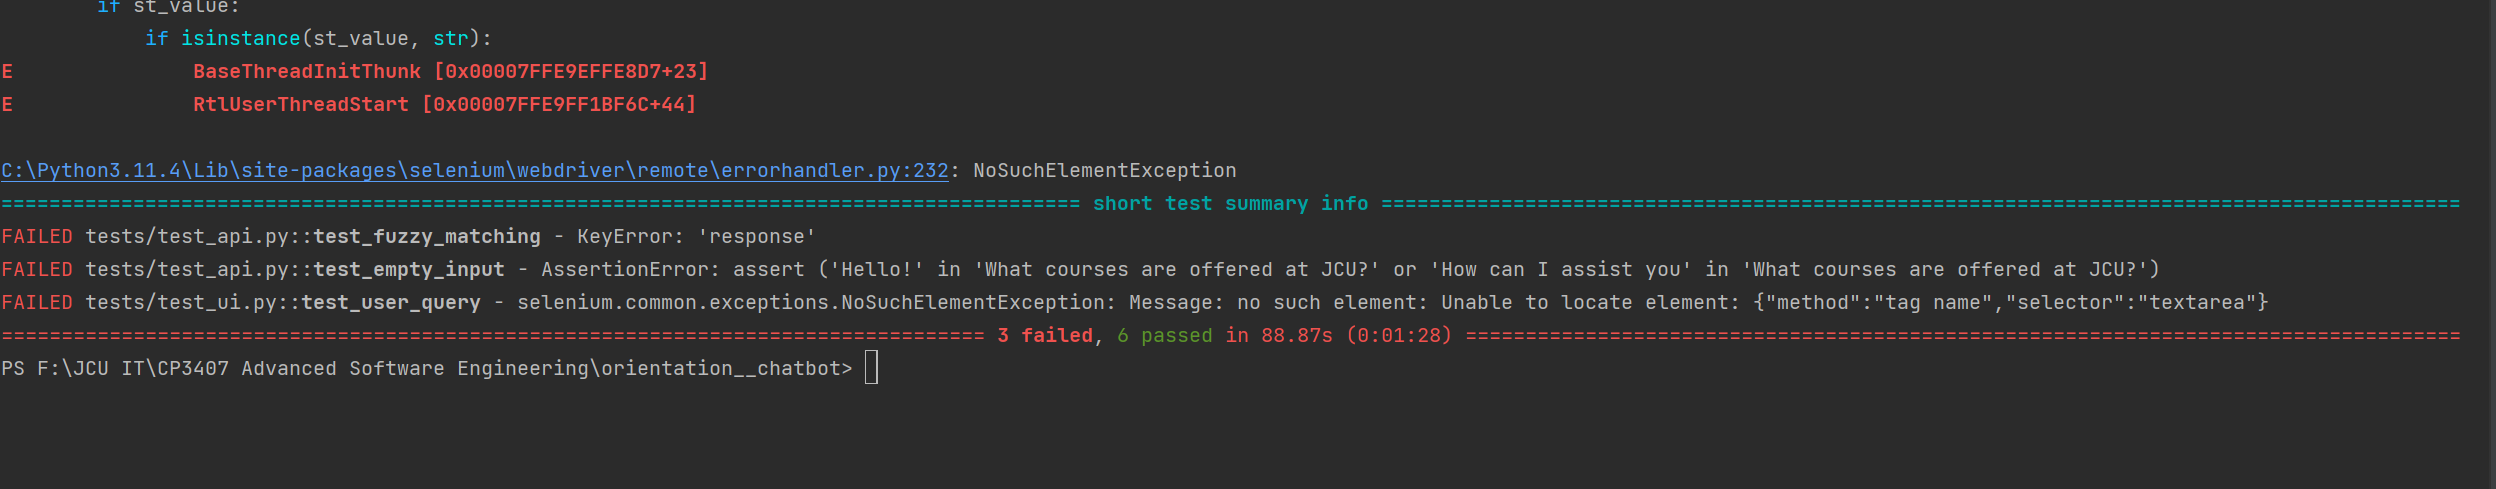 if st_value:
if isinstance(st_value, str):
E BaseThreadInitThunk [0x00007FFE9EFFE8D7+23]
E RtlUserThreadStart [0x00007FFE9FF1BF6C+44]
C:\Python3.11.4\Lib\site-packages\selenium\webdriver\remote\errorhandler.py:232: NoSuchElementException
========================================================================================== short test summary info ==========================================================================================
FAILED tests/test_api.py::test_fuzzy_matching - KeyError: 'response'
FAILED tests/test_api.py::test_empty_input - AssertionError: assert ('Hello!' in 'What courses are offered at JCU?' or 'How can I assist you' in 'What courses are offered at JCU?')
FAILED tests/test_ui.py::test_user_query - selenium.common.exceptions.NoSuchElementException: Message: no such element: Unable to locate element: {"method":"tag name","selector":"textarea"}
================================================================================== 3 failed, 6 passed in 88.87s (0:01:28) ===================================================================================
PS F:\JCU IT\CP3407 Advanced Software Engineering\orientation__chatbot>